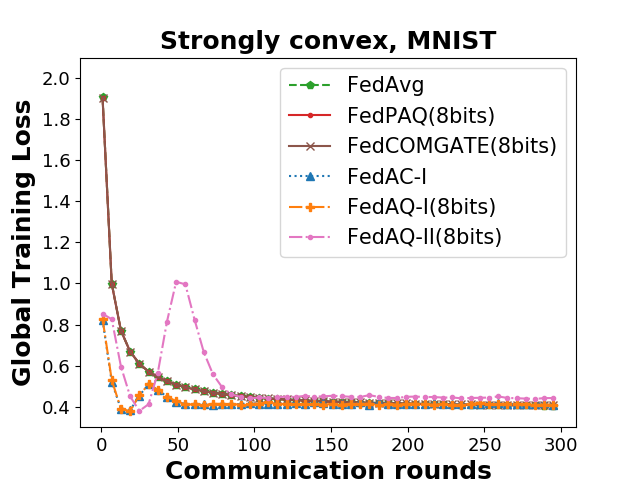 Strongly convex, MNIST
Global Training Loss
2.0
1.8
1.6
1.4
1.2
1.0
0.8
0.6
0.4
FedAvg
FedPAQ(8bits)
FedCOMGATE(8bits)
FedAC-I
FedAQ-I(8bits)
FedAQ-II(8bits)
0 50 100 150 200 250 300
Communication rounds